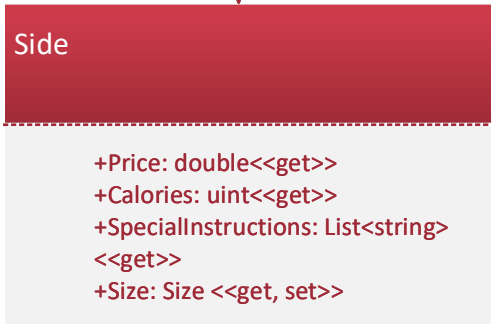 Side
+Price: double<<get>>
+Calories: uint<<get>>
+SpecialInstructions: List<string>
<<get>>
+Size: Size <<get, set>>